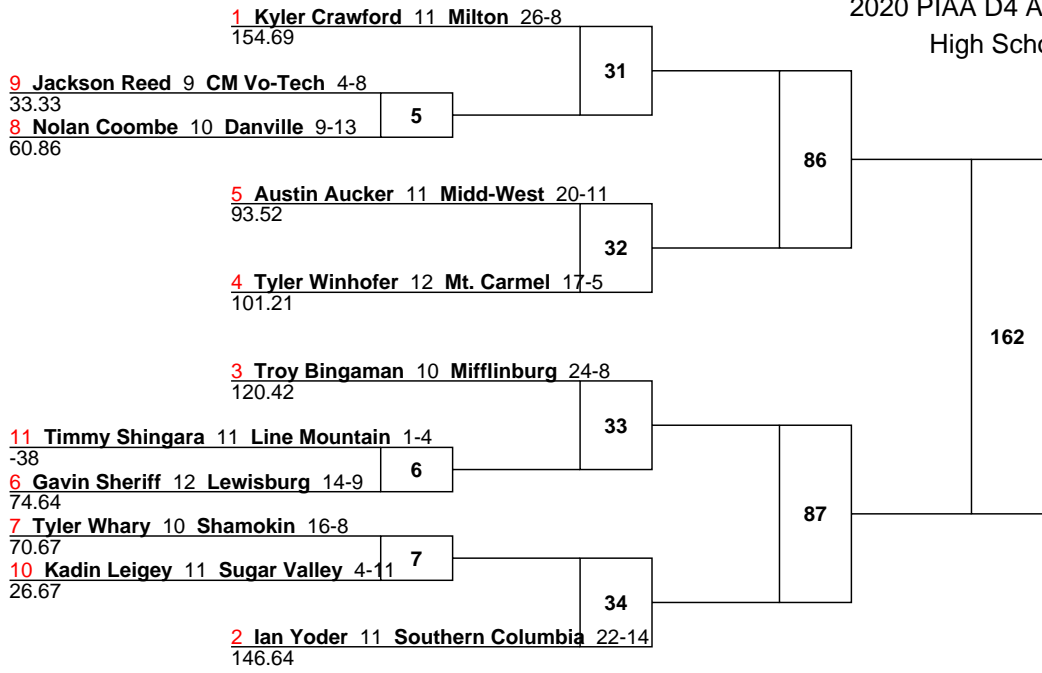 2020 PIAA D4 A
High Scho
1 Kyler Crawford 11 Milton 26-8
154.69
31
9 Jackson Reed 9 CM Vo-Tech 4-8
33.33
5
8 Nolan Coombe 10 Danville 9-13
60.86
86
5 Austin Aucker 11 Midd-West 20-11
93.52
32
4 Tyler Winhofer 12 Mt. Carmel 17-5
101.21
162
3 Troy Bingaman 10 Mifflinburg 24-8
120.42
33
11 Timmy Shingara 11 Line Mountain 1-4
-38
6
6 Gavin Sheriff 12 Lewisburg 14-9
74.64
87
7 Tyler Whary 10 Shamokin 16-8
70.67
7
10 Kadin Leigey 11 Sugar Valley 4-11
26.67
34
2 Ian Yoder 11 Southern Columbia 22-14
146.64